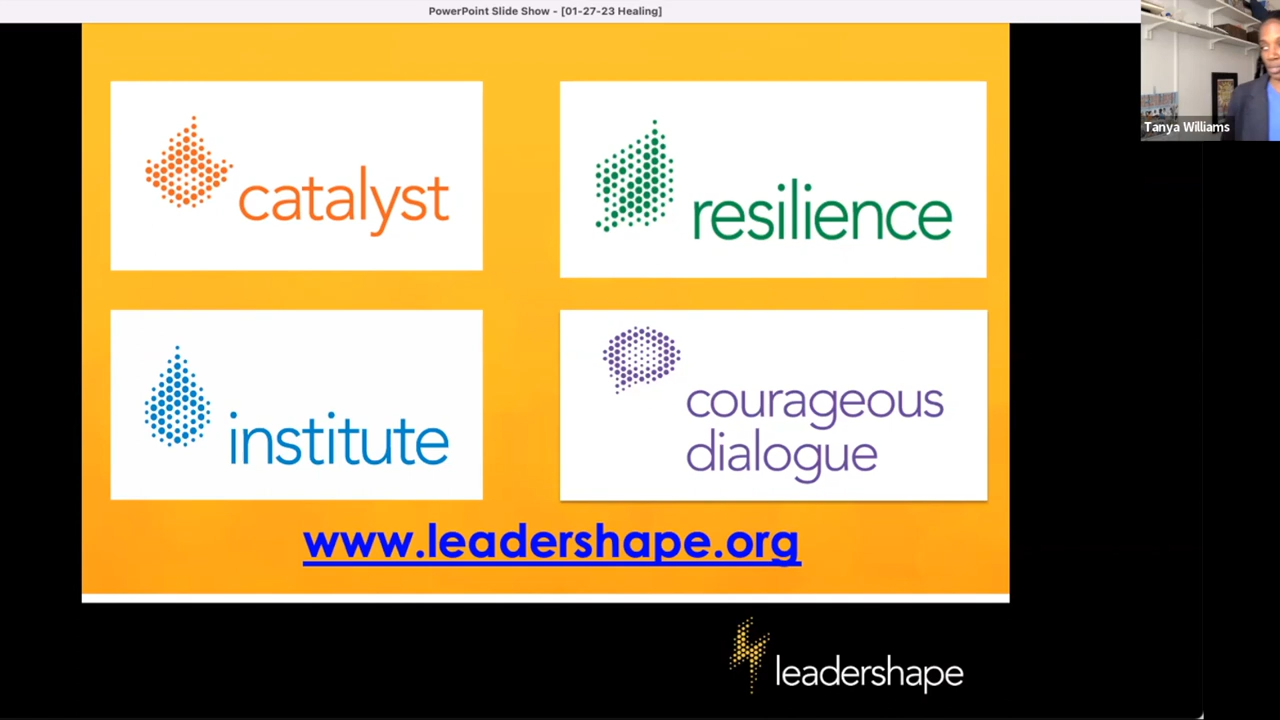 PowerPoint Slide Show - [01-27-23 Healing]
Tanya Williams
catalyst
resilience
institute
courageous
dialogue
www.leadershape.org
leadershape